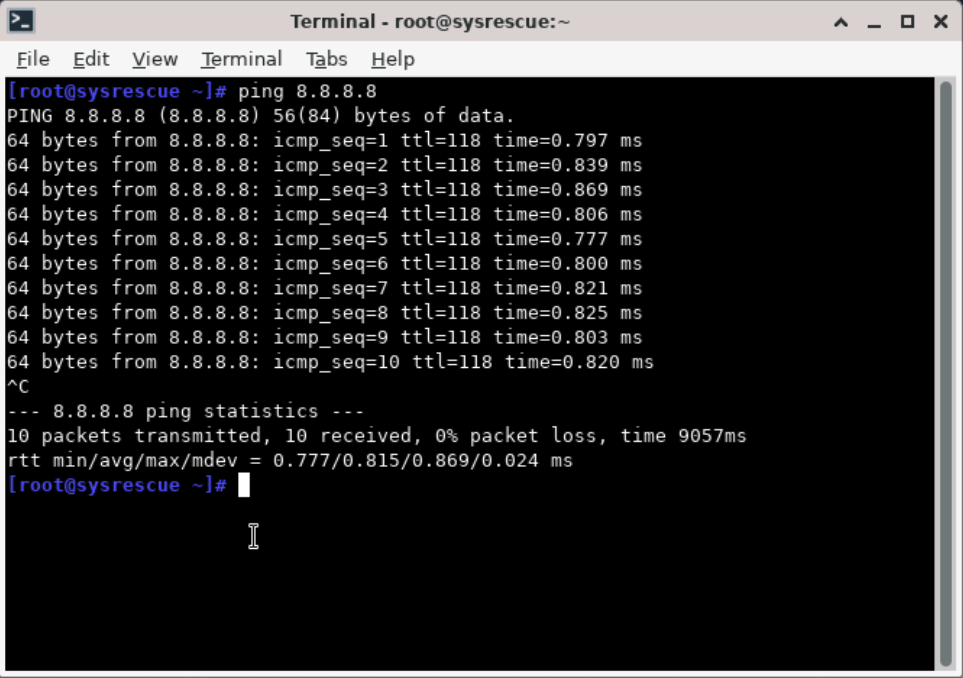 Terminal - root@sysrescue:~
File Edit View Terminal Tabs Help
[root@sysrescue ~]# ping 8.8.8.8
PING 8.8.8.8 (8.8.8.8) 56(84) bytes of data.
64 bytes from 8.8.8.8: icmp_seq=1 ttl=118 time=0.797 ms
64 bytes from 8.8.8.8: icmp_seq=2 ttl=118 time=0.839 ms
64 bytes from 8.8.8.8: icmp_seq=3 ttl=118 time=0.869 ms
64 bytes from 8.8.8.8: icmp_seq=4 ttl=118 time=0.806 ms
64 bytes from 8.8.8.8: icmp_seq=5 ttl=118 time=0.777 ms
64 bytes from 8.8.8.8: icmp_seq=6 ttl=118 time=0.800 ms
64 bytes from 8.8.8.8: icmp_seq=7 ttl=118 time=0.821 ms
64 bytes from 8.8.8.8: icmp_seq=8 ttl=118 time=0.825 ms
64 bytes from 8.8.8.8: icmp_seq=9 ttl=118 time=0.803 ms
64 bytes from 8.8.8.8: icmp_seq=10 ttl=118 time=0.820 ms
^C
--- 8.8.8.8 ping statistics ---
10 packets transmitted, 10 received, 0% packet loss, time 9057ms
rtt min/avg/max/mdev = 0.777/0.815/0.869/0.024 ms
[root@sysrescue ~]#